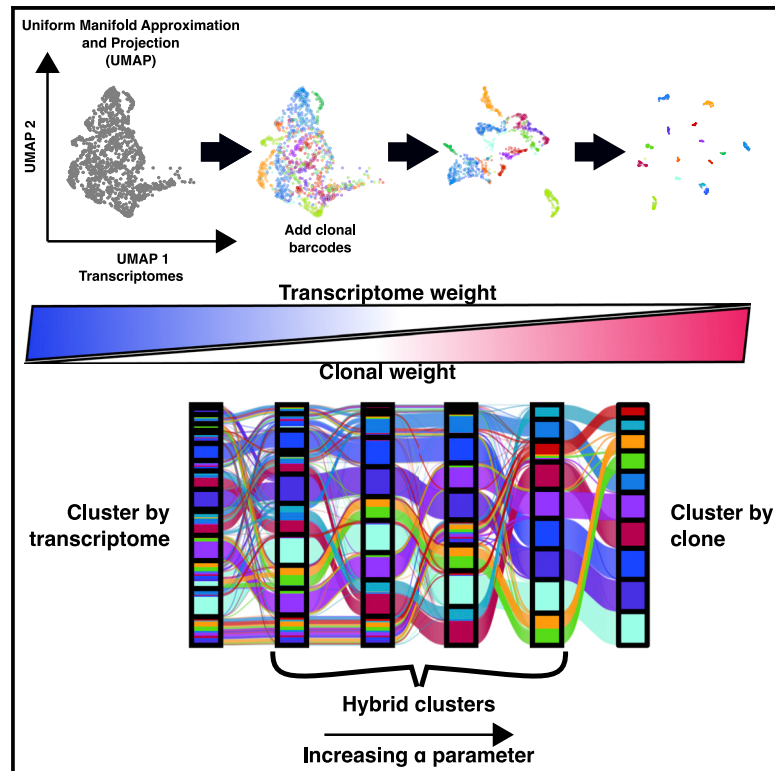 Uniform Manifold Approximation
and Projection
(UMAP)
UMAP 2
UMAP 1
Transcriptomes
Add clonal
barcodes
Transcriptome weight
Clonal weight
Cluster by
transcriptome
Cluster by
clone
Hybrid clusters
Increasing α parameter